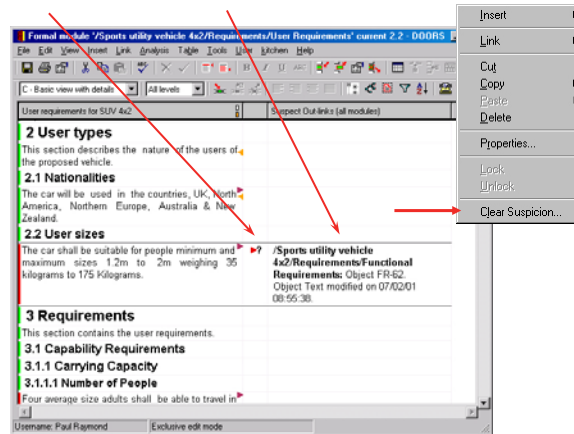 Formal module '/Sports utility vehicle 4x2/Requirements/User Requirements' current 2.2 - DOORS
File Edit View Insert Link Analysis Table Tools User kitchen Help
C - Basic view with details
All levels
User requirements for SUV 4x2
Suspect Out-links (all modules)
2 User types
This section describes the nature of the users of
the proposed vehicle.
2.1 Nationalities
The car will be used in the countries, UK, North
America, Northern Europe, Australia & New
Zealand.
2.2 User sizes
The car shall be suitable for people minimum and
maximum sizes 1.2m to 2m weighing 35
kilograms to 175 Kilograms.
?
/Sports utility vehicle
4x2/Requirements/Functional
Requirements: Object FR-62.
Object Text modified on 07/02/01
08:55:38.
3 Requirements
This section contains the user requirements.
3.1 Capability Requirements
3.1.1 Carrying Capacity
3.1.1.1 Number of People
Four average size adults shall be able to travel in
Username: Paul Raymond
Exclusive edit mode
Insert
Link
Cut
Copy
Paste
Delete
Properties...
Lock
Unlock
Clear Suspicion...